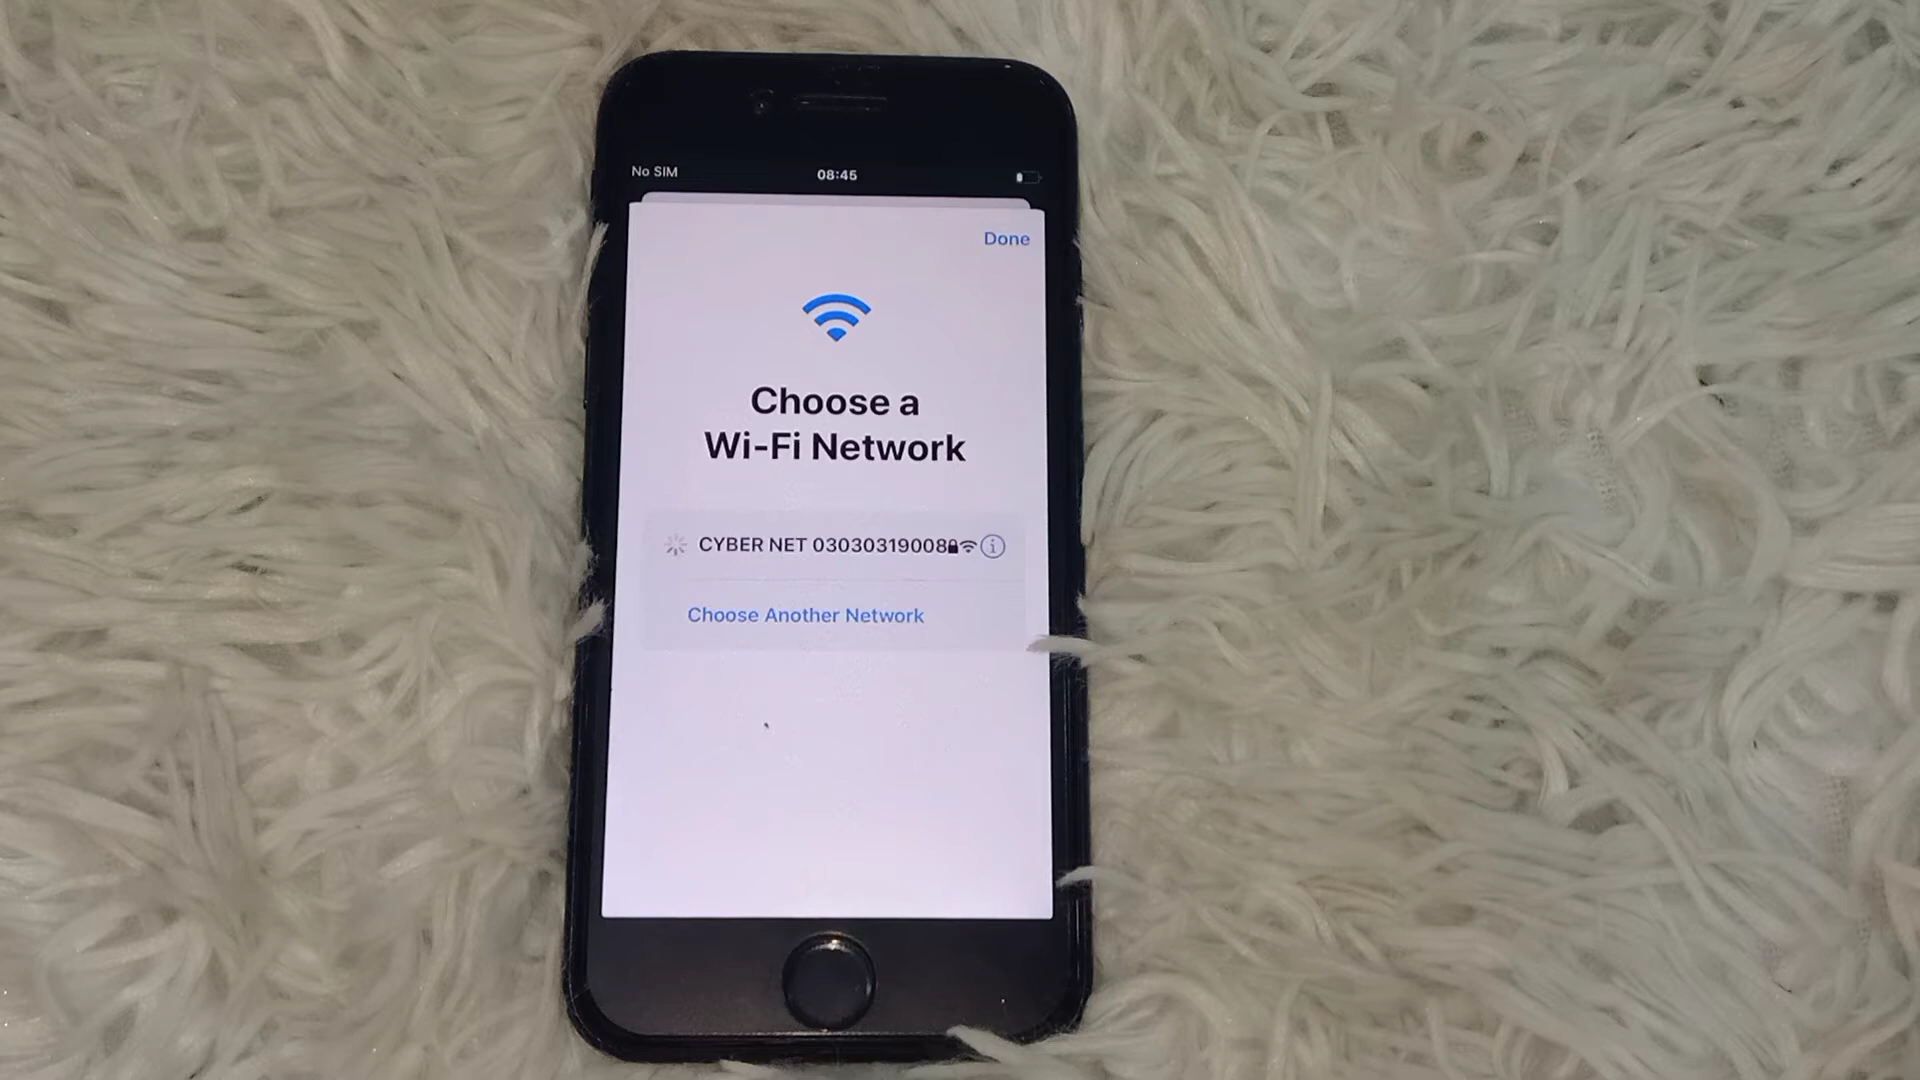 No SIM
08:45
Done
Choose a
Wi-Fi Network
CYBER NET 03030319008
Choose Another Network